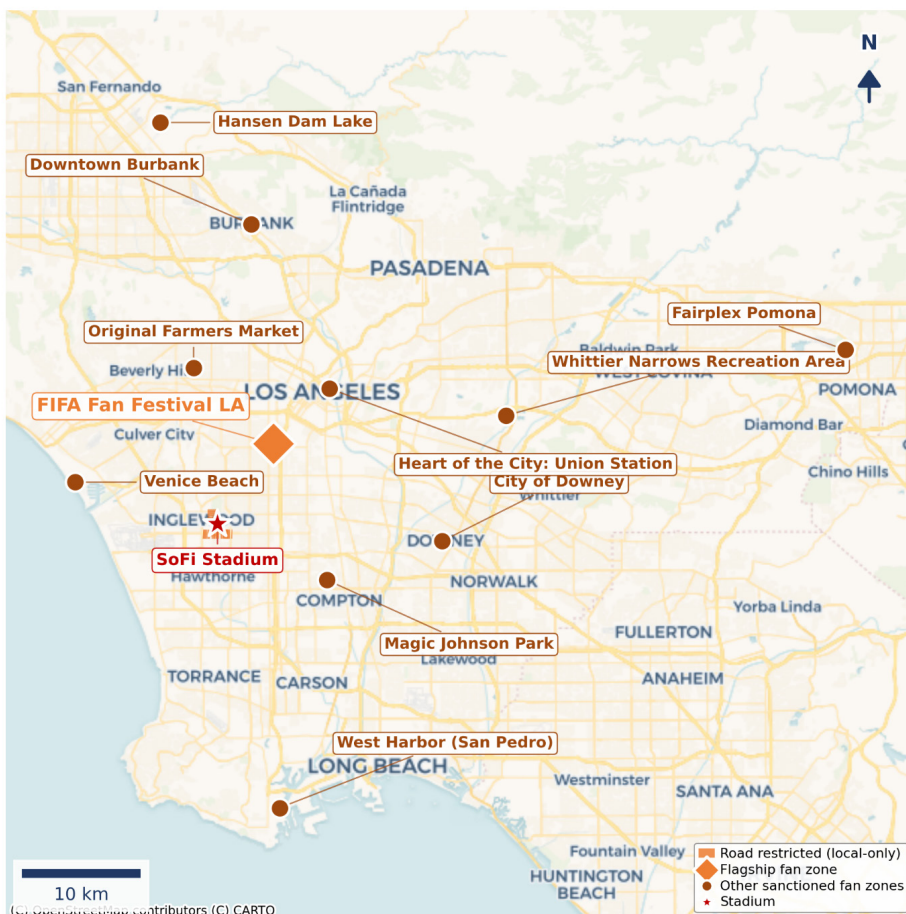 N
San Fernando
Hansen Dam Lake
Downtown Burbank
La Cañada
Flintridge
BURBANK
PASADENA
Fairplex Pomona
Original Farmers Market
Baldwin Park
Whittier Narrows Recreation Area
WEST COVINA
Beverly Hi
POMONA
LOS ANGELES
FIFA Fan Festival LA
Diamond Bar
Culver City
Heart of the City: Union Station
Chino Hills
Venice Beach
City of Downey
Whittier
INGLEWOOD
DOWNEY
SoFi Stadium
Hawthorne
NORWALK
COMPTON
Yorba Linda
FULLERTON
Magic Johnson Park
Lakewood
TORRANCE
CARSON
ANAHEIM
West Harbor (San Pedro)
LONG BEACH
Westminster
SANTA ANA
Fountain Valley
HUNTINGTON
BEACH
Road restricted (local-only)
Flagship fan zone
Other sanctioned fan zones
Stadium
10 km
(C) OpenStreetMap contributors (C) CARTO